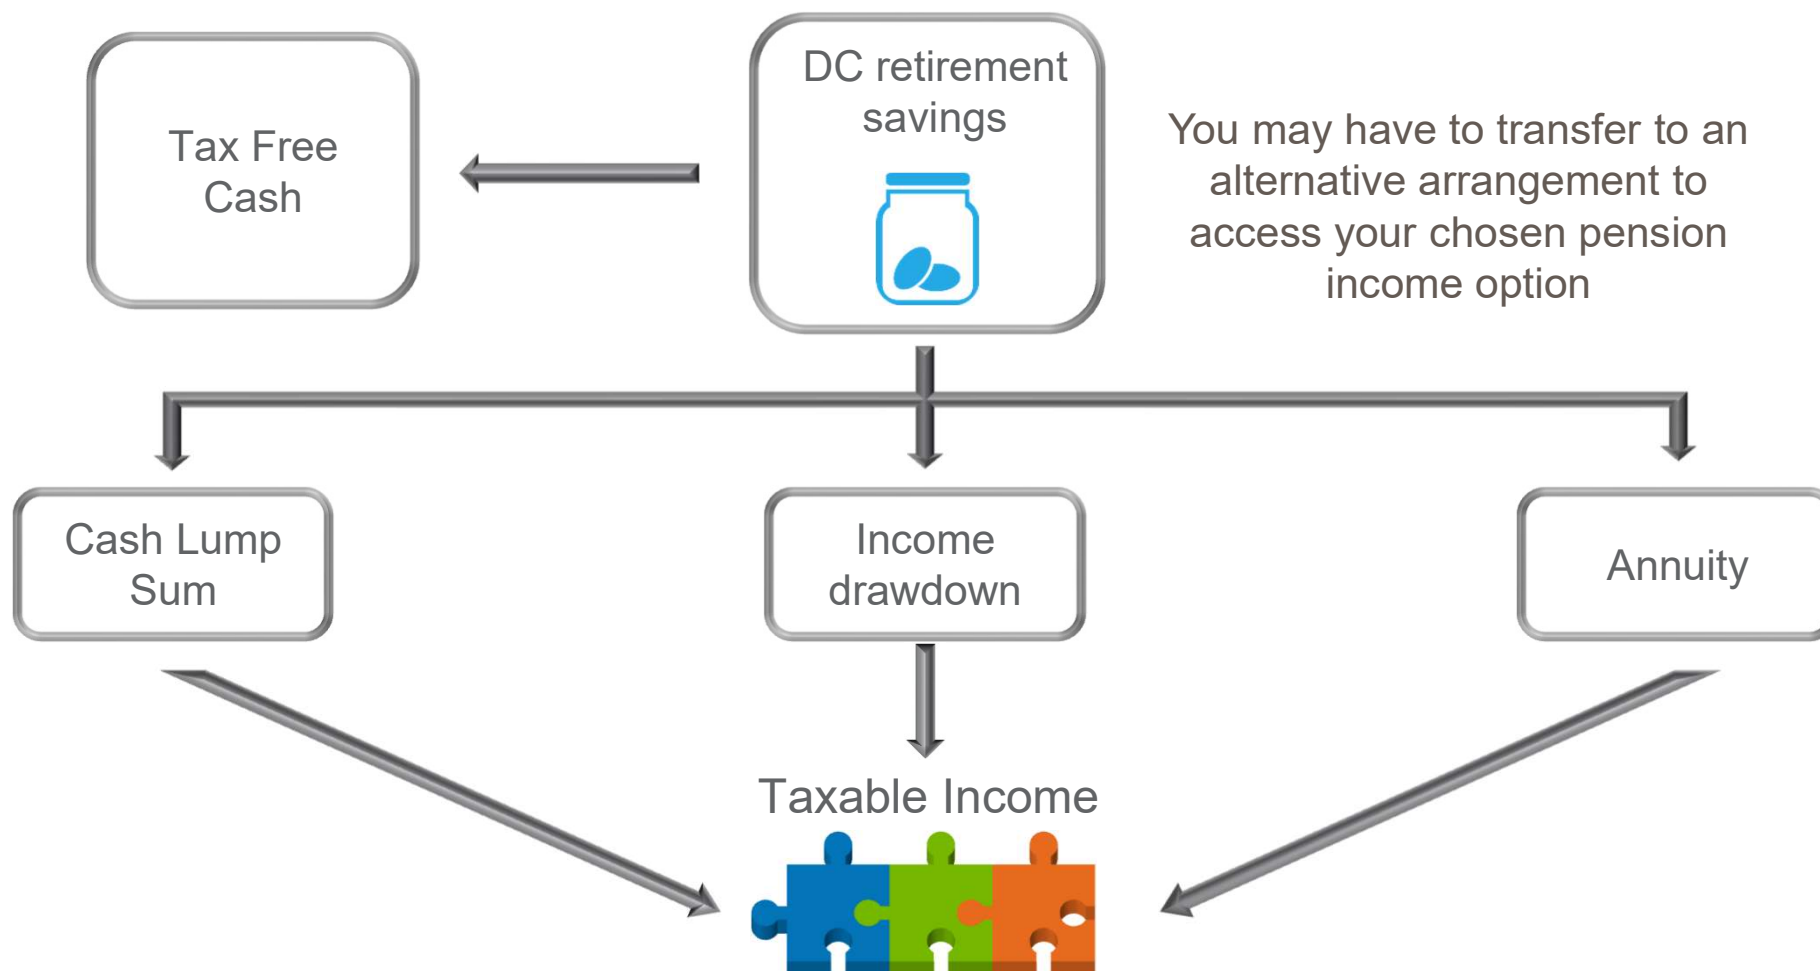 DC retirement
savings
Tax Free
Cash
You may have to transfer to an
alternative arrangement to
access your chosen pension
income option
Cash Lump
Sum
Income
drawdown
Annuity
Taxable Income